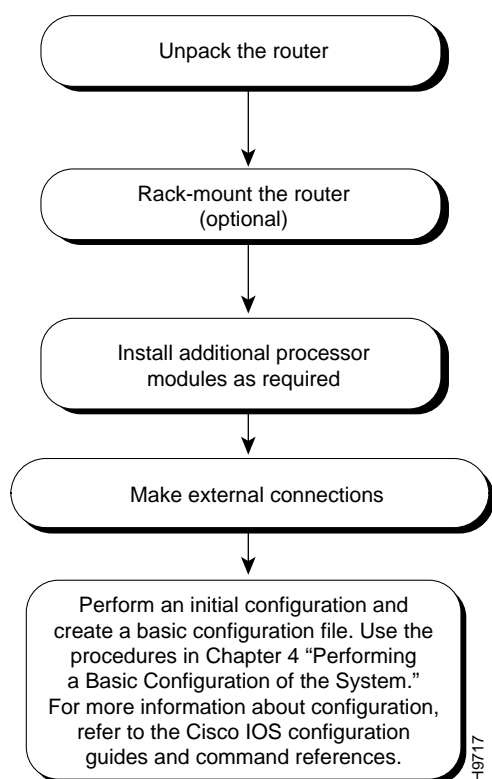 Unpack the router
Rack-mount the router
(optional)
Install additional processor
modules as required
Make external connections
Perform an initial configuration and
create a basic configuration file. Use the
procedures in Chapter 4 “Performing
a Basic Configuration of the System.”
For more information about configuration,
refer to the Cisco IOS configuration
guides and command references.
H9717